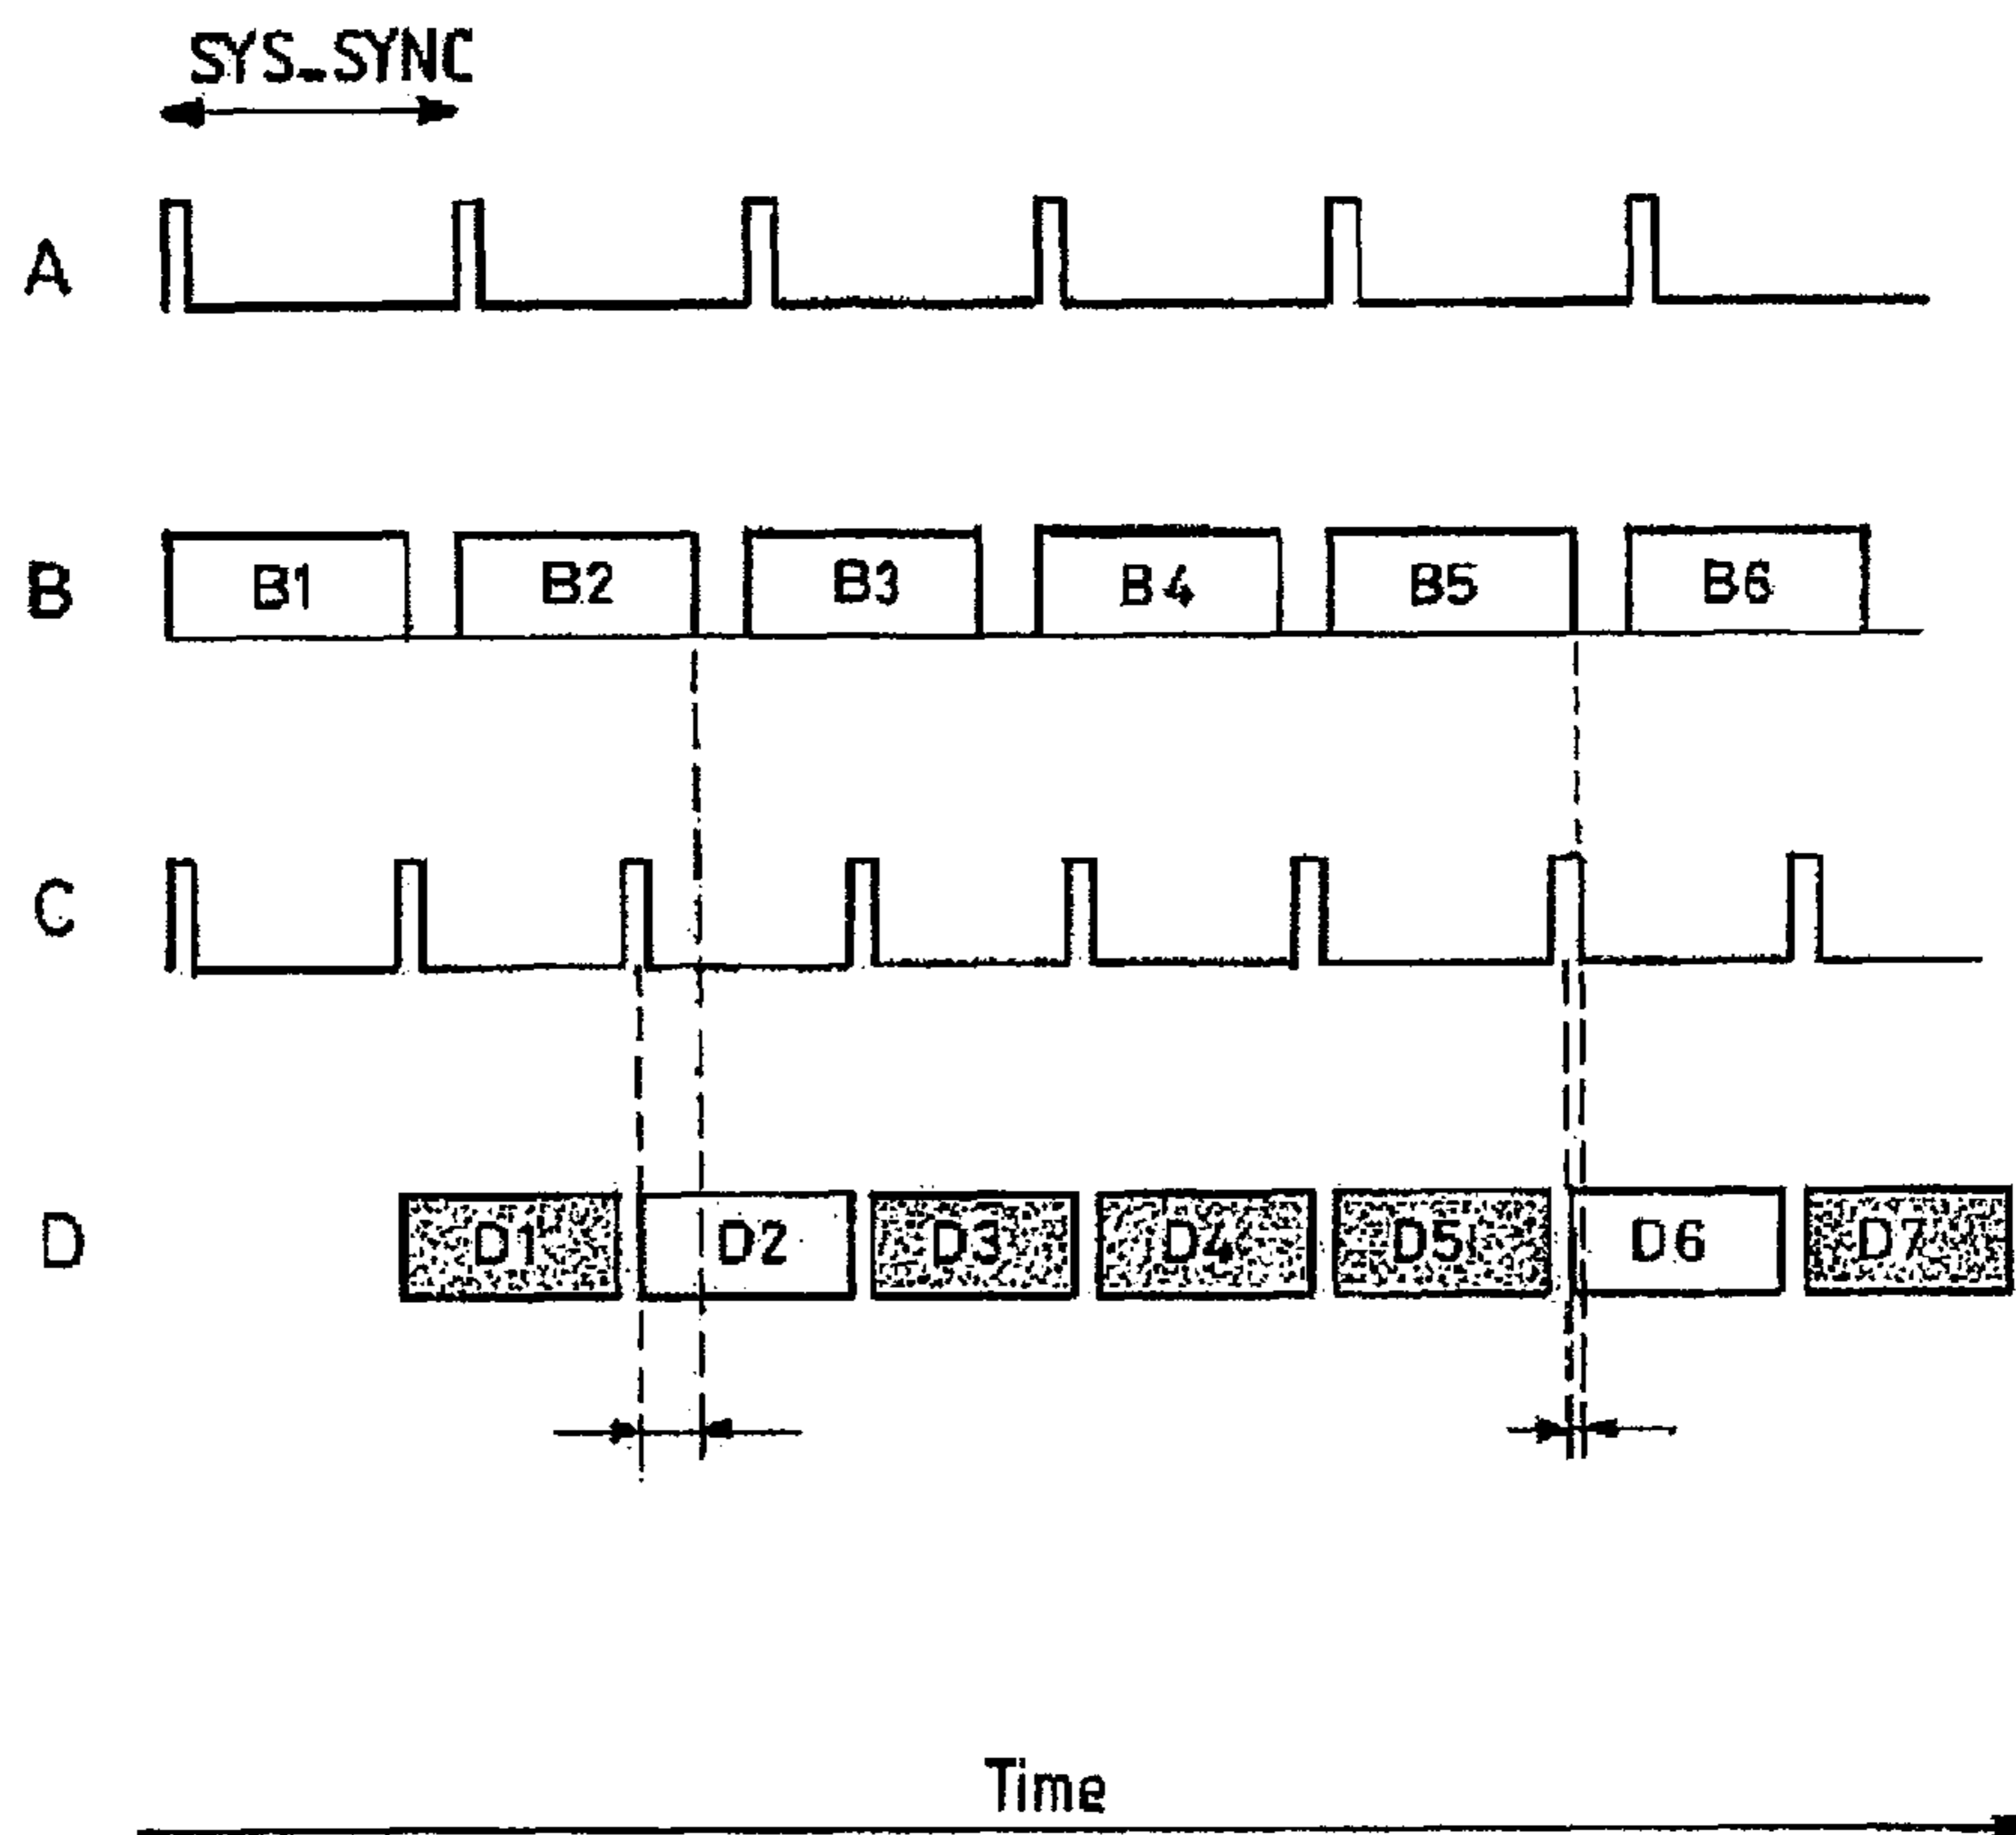 SYS_SYNC
A
B B1 B2 B3 B4 B5 B6
C
D D1 D2 D3 D4 D5 D6 D7
Time